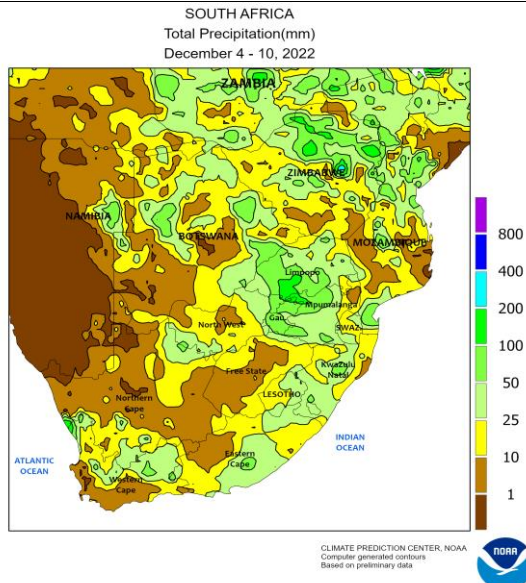 SOUTH AFRICA
Total Precipitation(mm)
December 4 - 10, 2022
ZAMBIA
ZIMBABWE
NAMIBIA
BOTSWANA
MOZAMBIQUE
Limpopo
Mpumalanga
Gau.
North West
SWAZ.
Free State
Kwazulu
Natal
LESOTHO
Northern
Cape
Eastern
Cape
Western
Cape
ATLANTIC
OCEAN
INDIAN
OCEAN
800
400
200
100
50
25
10
1
CLIMATE PREDICTION CENTER, NOAA
Computer generated contours
Based on preliminary data
NOAA